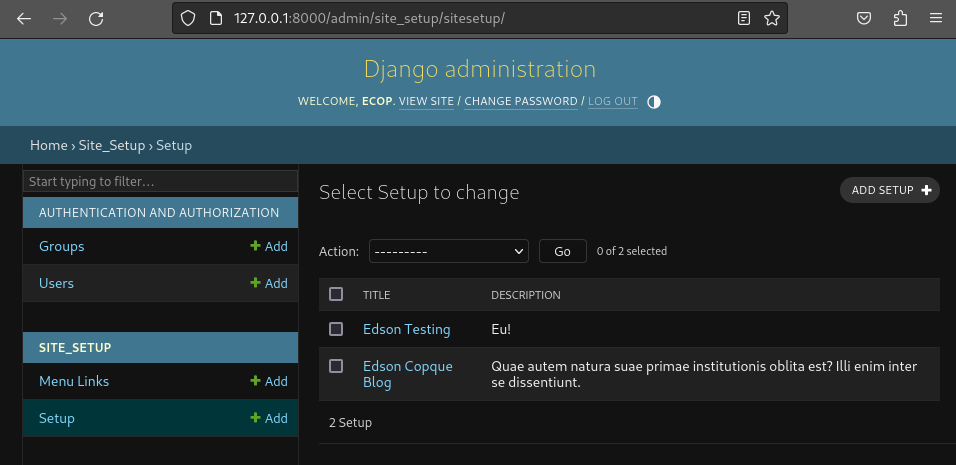 127.0.0.1:8000/admin/site_setup/sitesetup/
Django administration
WELCOME, ECOP. VIEW SITE / CHANGE PASSWORD / LOG OUT
Home › Site_Setup › Setup
Start typing to filter…
AUTHENTICATION AND AUTHORIZATION
Groups + Add
Users + Add
SITE_SETUP
Menu Links + Add
Setup + Add
Select Setup to change
ADD SETUP +
Action: --------- Go 0 of 2 selected
TITLE DESCRIPTION
Edson Testing Eu!
Edson Copque Quae autem natura suae primae institutionis oblita est? Illi enim inter
Blog se dissentiunt.
2 Setup